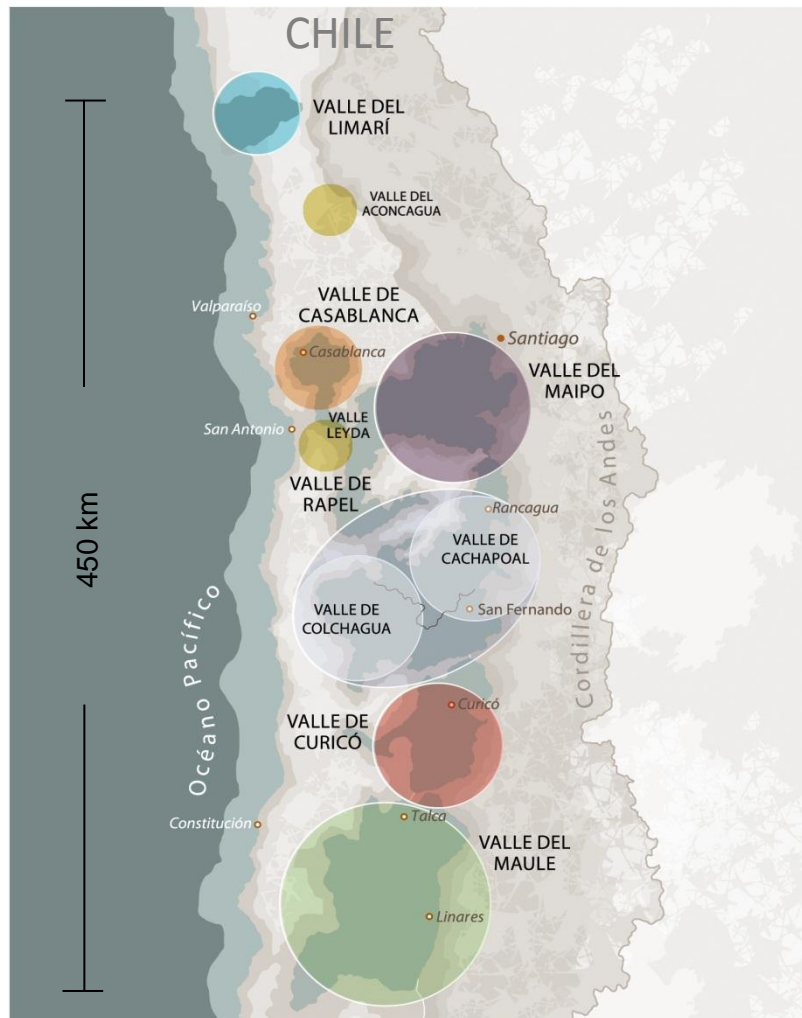 CHILE
VALLE DEL
LIMARÍ
VALLE DEL
ACONCAGUA
VALLE DE
CASABLANCA
Valparaíso
Casablanca
Santiago
VALLE DEL
MAIPO
San Antonio
VALLE
LEYDA
VALLE DE
RAPEL
Rancagua
VALLE DE
CACHAPOAL
450 km
Cordillera de los Andes
VALLE DE
COLCHAGUA
San Fernando
Océano Pacífico
Curicó
VALLE DE
CURICÓ
Constitución
Talca
VALLE DEL
MAULE
Linares